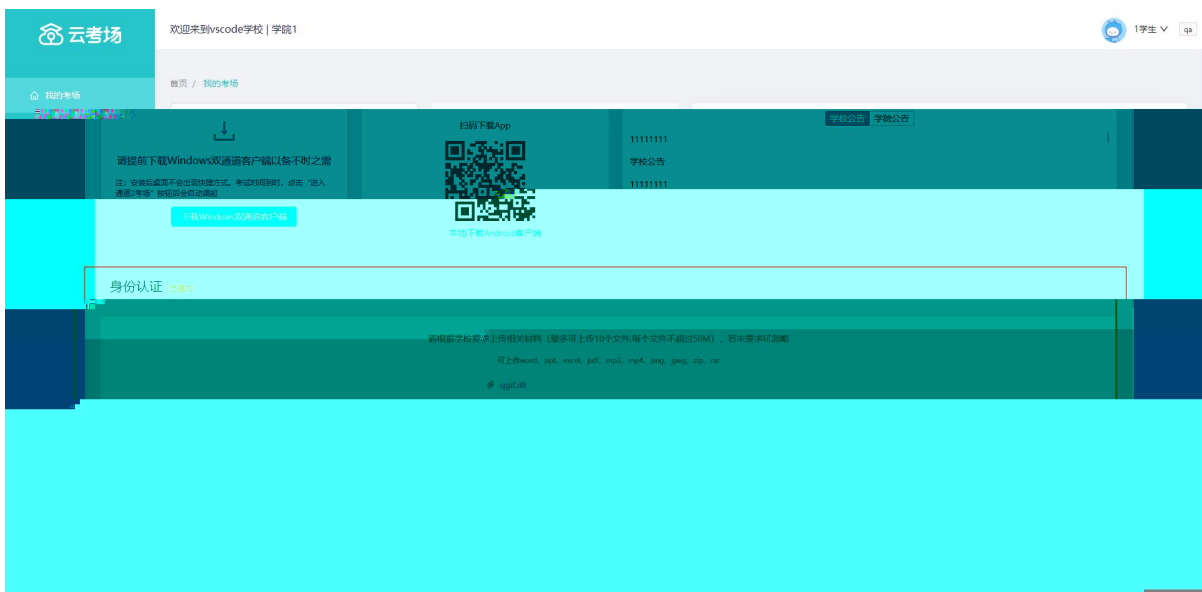 云考场
欢迎来到vscode学校 | 学院1
1学生
qa
我的考场
首页 / 我的考场
请提前下载Windows双通道客户端以备不时之需
注：安装后桌面不会出现快捷方式。考试时间到时，点击“进入
通道2考场”按钮后会自动调起
下载Windows双通道客户端
扫码下载App
本地下载Android客户端
学校公告 学院公告
11111111
学校公告
11111111
身份认证
请根据学校要求上传相关材料（最多可上传10个文件,每个文件不超过50M），若未要求可忽略
可上传word、ppt、excel、pdf、mp3、mp4、png、jpeg、zip、rar
qgif.dll